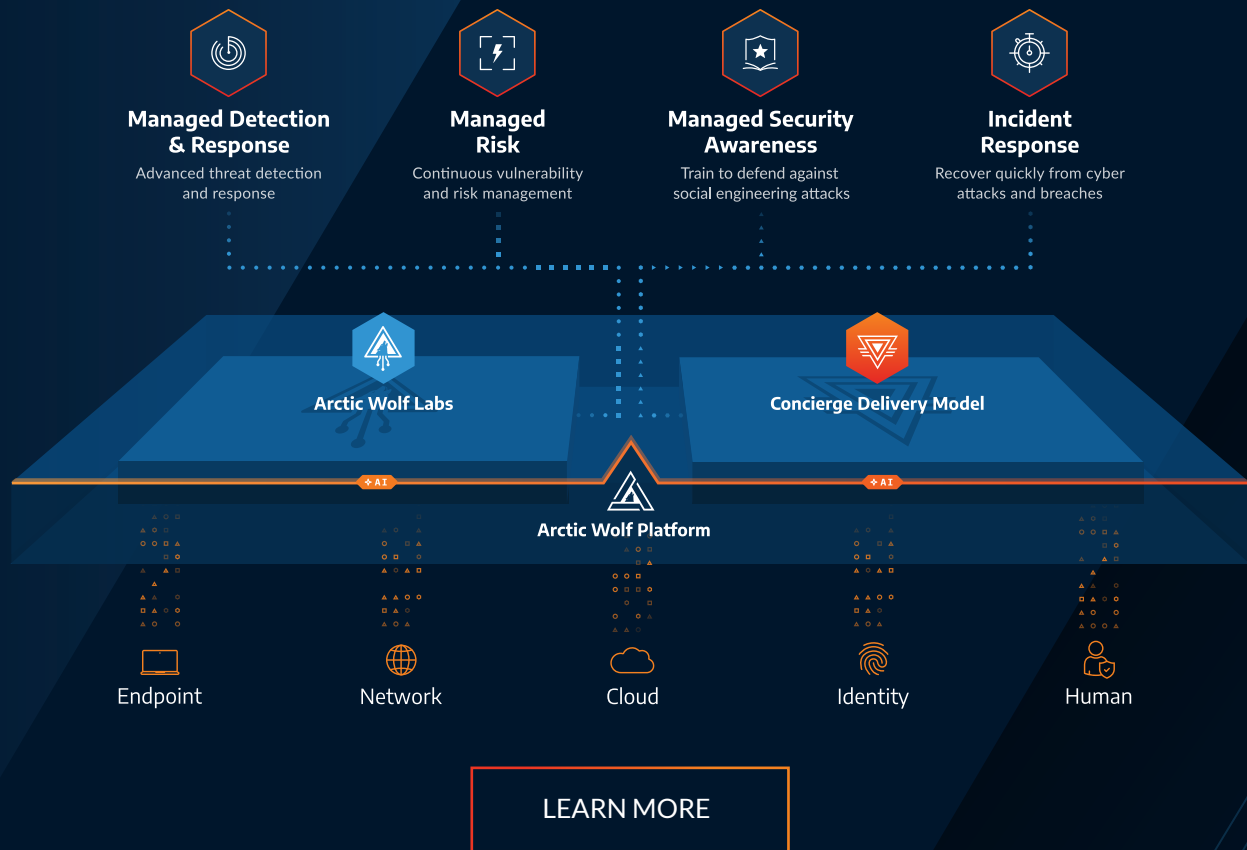 Managed Detection
& Response
Advanced threat detection
and response
Managed
Risk
Continuous vulnerability
and risk management
Managed Security
Awareness
Train to defend against
social engineering attacks
Incident
Response
Recover quickly from cyber
attacks and breaches
Arctic Wolf Labs
Concierge Delivery Model
AI
AI
Arctic Wolf Platform
Endpoint
Network
Cloud
Identity
Human
LEARN MORE